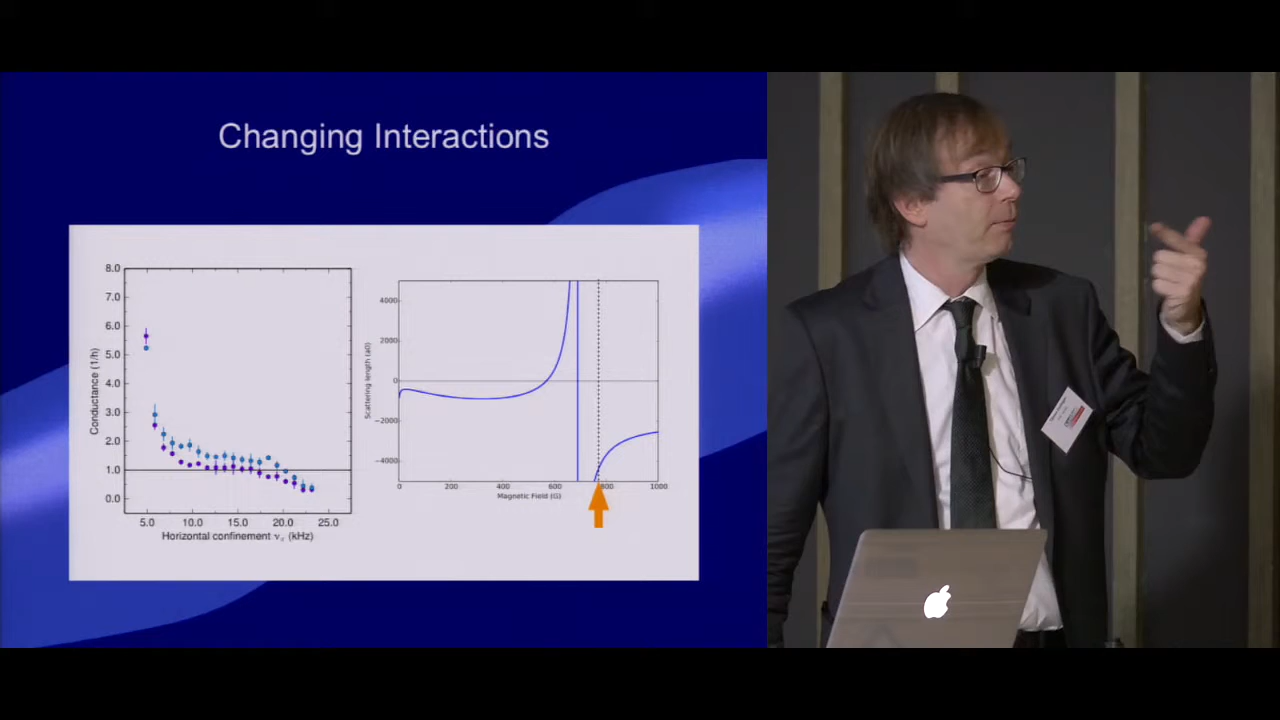 Changing Interactions
8.0
7.0
6.0
5.0
4.0
3.0
2.0
1.0
0.0
Conductance (1/h)
5.0 10.0 15.0 20.0 25.0
Horizontal confinement νₓ (kHz)
4000
2000
0
−2000
−4000
Scattering length (a0)
0 200 400 600 800 1000
Magnetic Field (G)